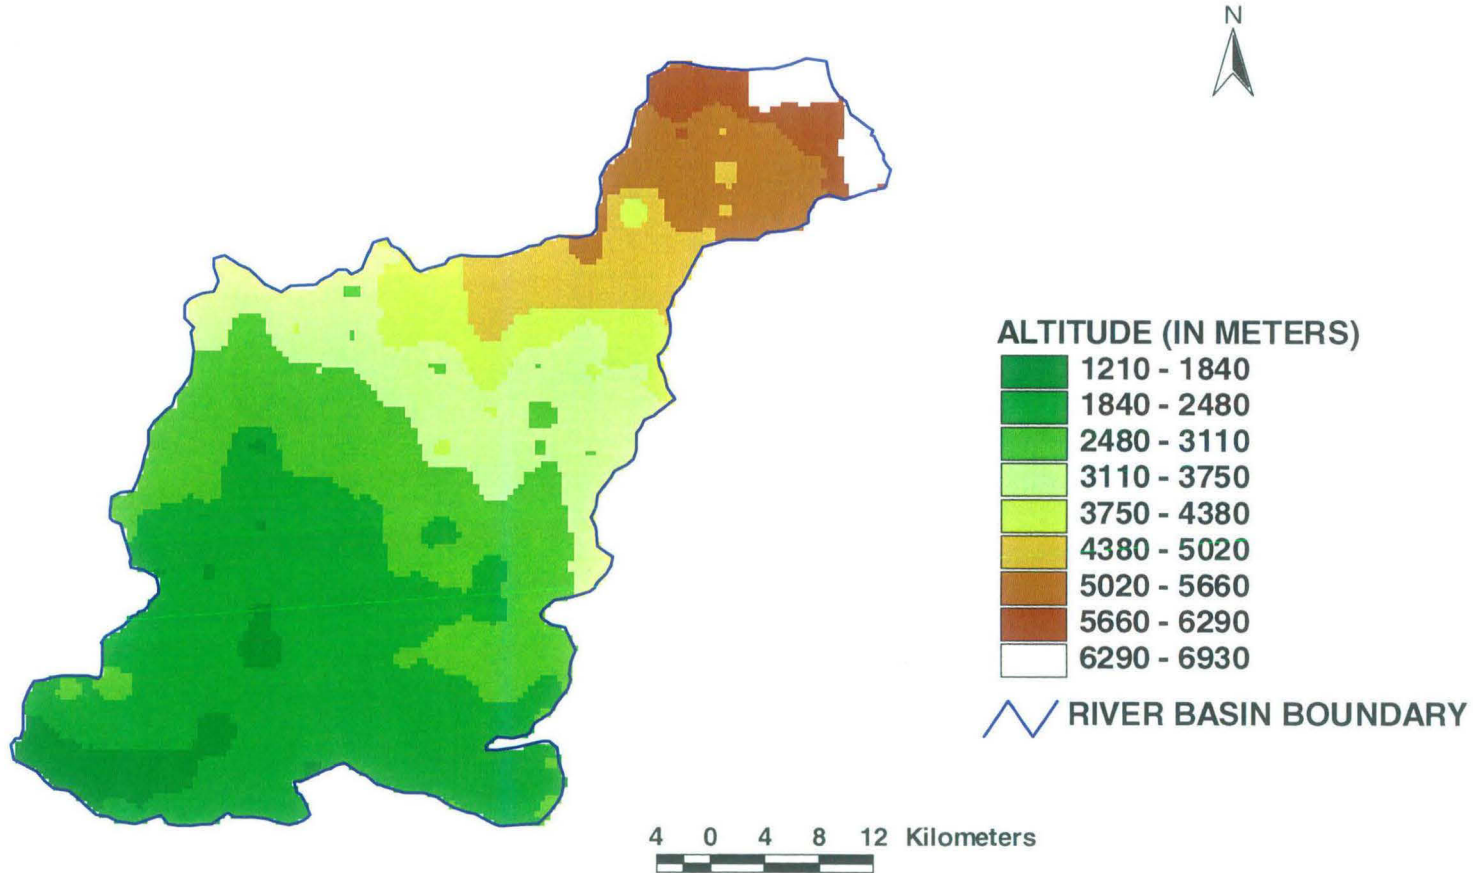 N
ALTITUDE (IN METERS)
1210 - 1840
1840 - 2480
2480 - 3110
3110 - 3750
3750 - 4380
4380 - 5020
5020 - 5660
5660 - 6290
6290 - 6930
RIVER BASIN BOUNDARY
4 0 4 8 12 Kilometers